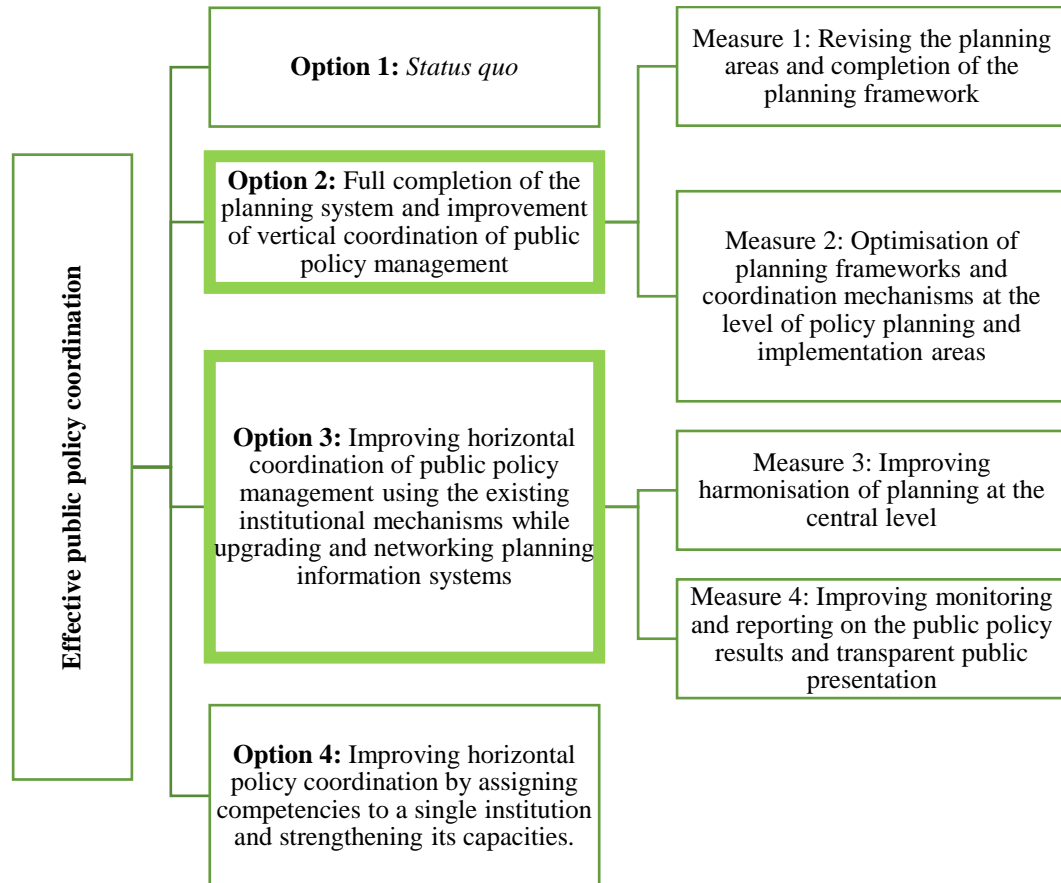 Effective public policy coordination
Option 1: Status quo
Option 2: Full completion of the
planning system and improvement
of vertical coordination of public
policy management
Measure 1: Revising the planning
areas and completion of the
planning framework
Measure 2: Optimisation of
planning frameworks and
coordination mechanisms at the
level of policy planning and
implementation areas
Option 3: Improving horizontal
coordination of public policy
management using the existing
institutional mechanisms while
upgrading and networking planning
information systems
Measure 3: Improving
harmonisation of planning at the
central level
Measure 4: Improving monitoring
and reporting on the public policy
results and transparent public
presentation
Option 4: Improving horizontal
policy coordination by assigning
competencies to a single institution
and strengthening its capacities.